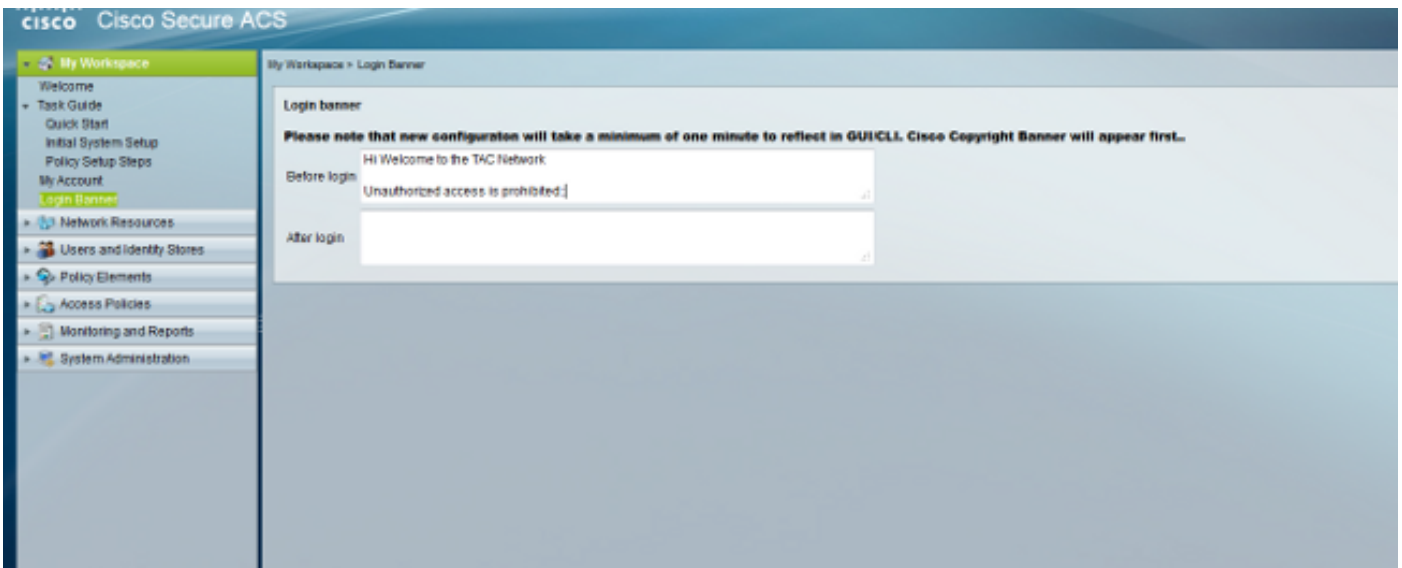 CISCO Cisco Secure ACS
My Workspace
Welcome
Task Guide
Quick Start
Initial System Setup
Policy Setup Steps
My Account
Login Banner
Network Resources
Users and Identity Stores
Policy Elements
Access Policies
Monitoring and Reports
System Administration
My Workspace > Login Banner
Login banner
Please note that new configuraton will take a minimum of one minute to reflect in GUI/CLI. Cisco Copyright Banner will appear first..
Before login
Hi Welcome to the TAC Network
Unauthorized access is prohibited:
After login